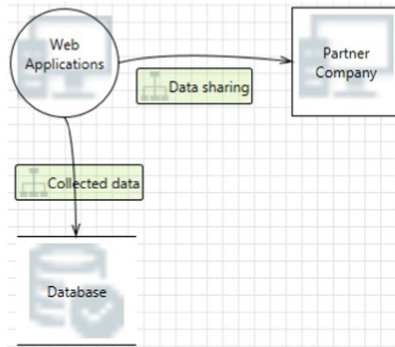 Web
Applications
Partner
Company
Data sharing
Collected data
Database